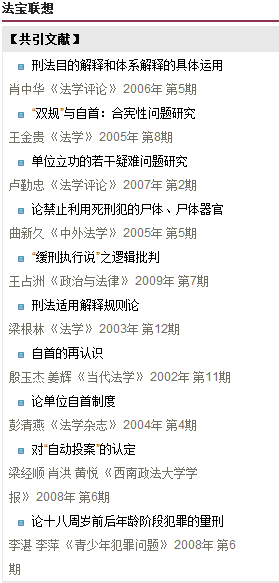 法宝联想
【共引文献】
刑法目的解释和体系解释的具体运用
肖中华《法学评论》2006年 第5期
“双规”与自首：合宪性问题研究
王金贵《法学》2005年 第8期
单位立功的若干疑难问题研究
卢勤忠《法学评论》2007年 第2期
论禁止利用死刑犯的尸体、尸体器官
曲新久《中外法学》2005年 第5期
“缓刑执行说”之逻辑批判
王占洲《政治与法律》2009年 第7期
刑法适用解释规则论
梁根林《法学》2003年 第12期
自首的再认识
殷玉杰 姜辉《当代法学》2002年 第11期
论单位自首制度
彭清燕《法学杂志》2004年 第4期
对“自动投案”的认定
梁经顺 肖洪 黄悦《西南政法大学学
报》2008年 第6期
论十八周岁前后年龄阶段犯罪的量刑
李湛 李萍《青少年犯罪问题》2008年 第6
期